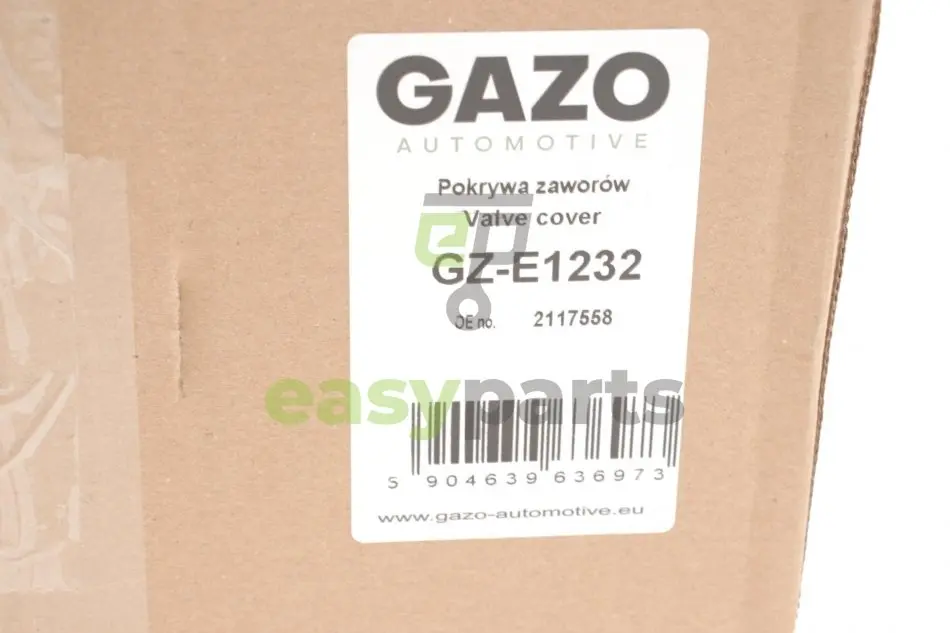 GAZO
AUTOMOTIVE
Pokrywa zaworów
Valve cover
GZ-E1232
OE no. 2117558
easyparts
5 904639 636973
www.gazo-automotive.eu